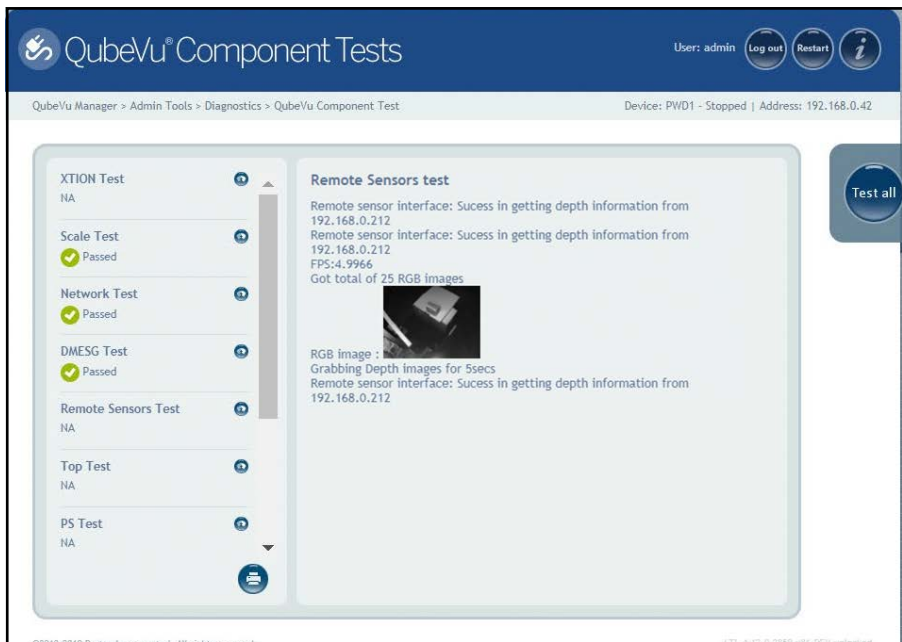 QubeVu® Component Tests
User: admin
Log out
Restart
i
QubeVu Manager > Admin Tools > Diagnostics > QubeVu Component Test
Device: PWD1 - Stopped | Address: 192.168.0.42
XTION Test
NA
Scale Test
Passed
Network Test
Passed
DMESG Test
Passed
Remote Sensors Test
NA
Top Test
NA
PS Test
NA
Remote Sensors test
Remote sensor interface: Sucess in getting depth information from
192.168.0.212
Remote sensor interface: Sucess in getting depth information from
192.168.0.212
FPS:4.9966
Got total of 25 RGB images
RGB image :
Grabbing Depth images for 5secs
Remote sensor interface: Sucess in getting depth information from
192.168.0.212
Test all